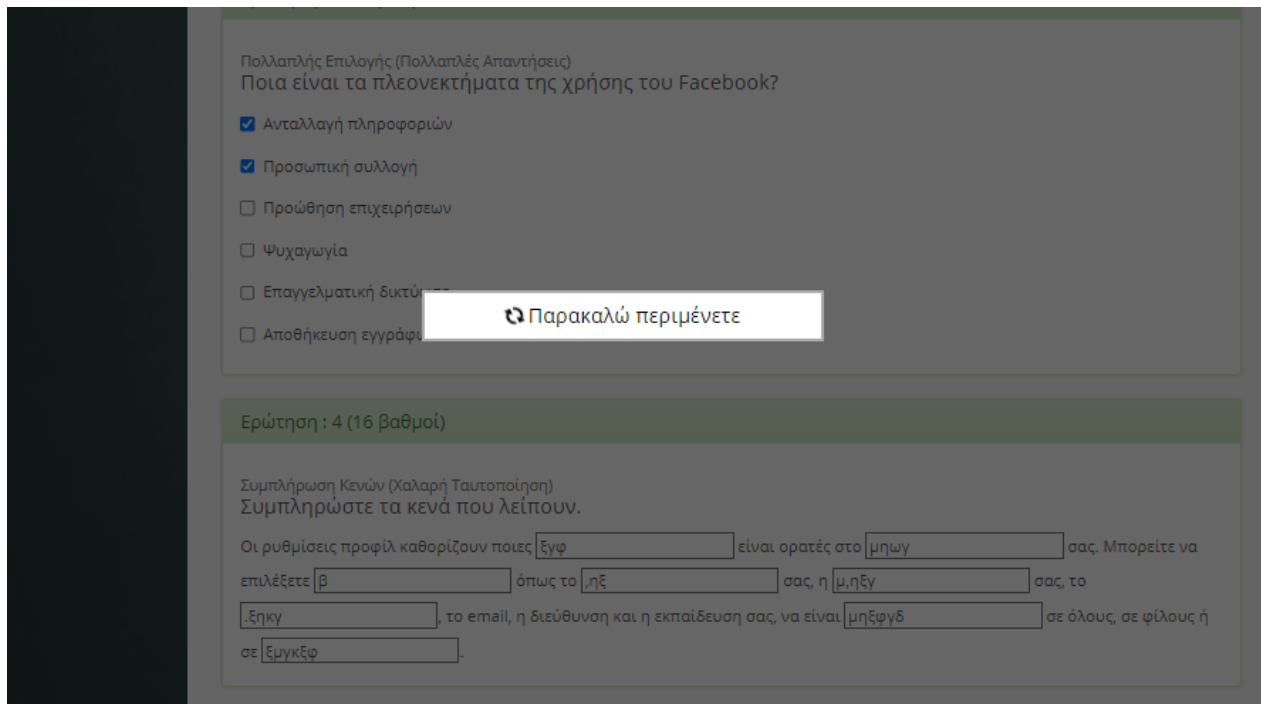 Πολλαπλής Επιλογής (Πολλαπλές Απαντήσεις)
Ποια είναι τα πλεονεκτήματα της χρήσης του Facebook?
Ανταλλαγή πληροφοριών
Προσωπική συλλογή
Προώθηση επιχειρήσεων
Ψυχαγωγία
Επαγγελματική
Αποθήκευση
Παρακαλώ περιμένετε
Ερώτηση : 4 (16 βαθμοί)
Συμπλήρωση Κενών (Χαλαρή Ταυτοποίηση)
Συμπληρώστε τα κενά που λείπουν.
Οι ρυθμίσεις προφίλ καθορίζουν ποιες ξγφ είναι ορατές στο μηωγ σας. Μπορείτε να
επιλέξετε β όπως το ,ηξ σας, η μ,ηξγ σας, το
.ξηκγ , το email, η διεύθυνση και η εκπαίδευση σας, να είναι μηξφγδ σε όλους, σε φίλους ή
σε ξμγκξφ .